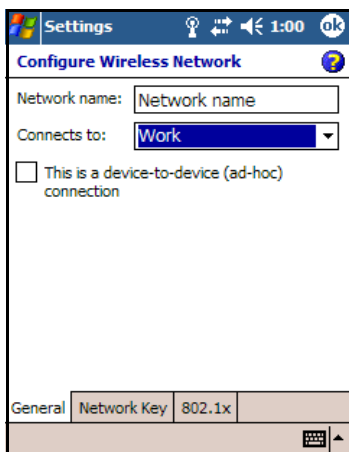 Settings 1:00 ok
Configure Wireless Network ?
Network name: Network name
Connects to: Work
This is a device-to-device (ad-hoc)
connection
General Network Key 802.1x